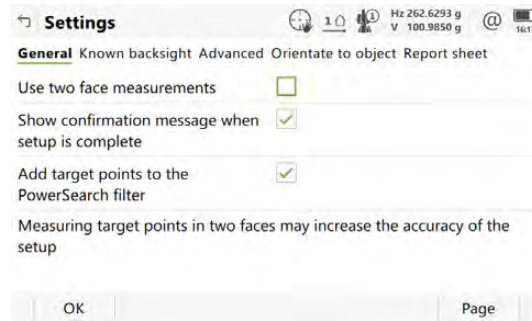 Settings
1
1
Hz 262.6293 g
V 100.9850 g
@
General Known backsight Advanced Orientate to object Report sheet
Use two face measurements
Show confirmation message when
setup is complete
Add target points to the
PowerSearch filter
Measuring target points in two faces may increase the accuracy of the
setup
OK Page